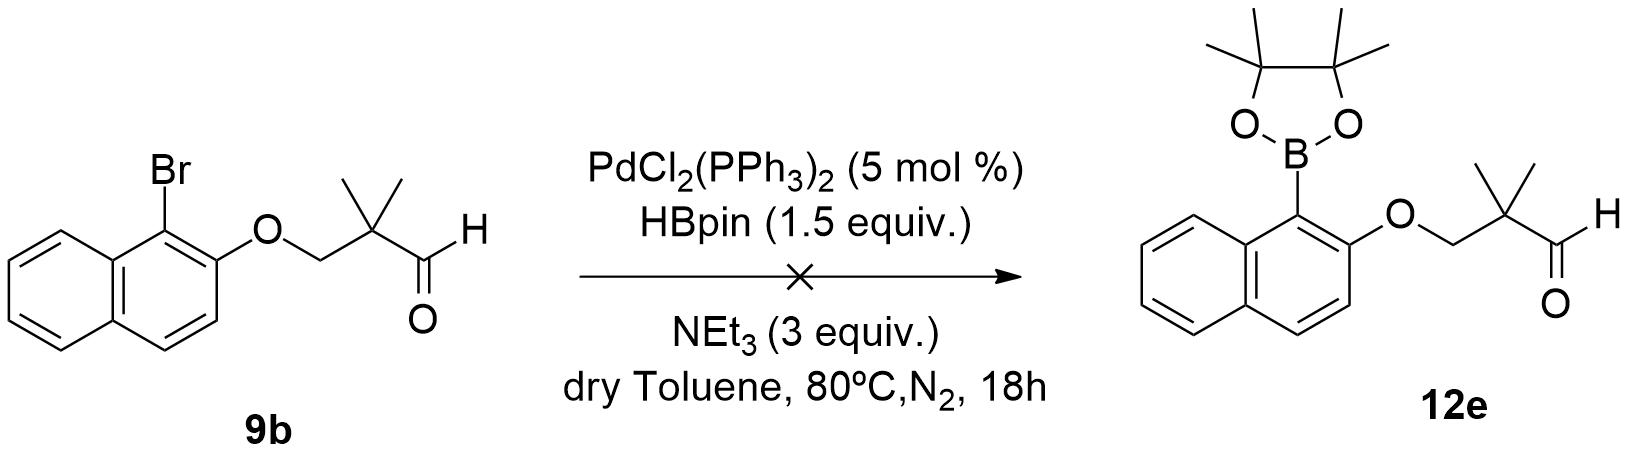 Br
O
H
O
9b
PdCl2(PPh3)2 (5 mol %)
HBpin (1.5 equiv.)
NEt3 (3 equiv.)
dry Toluene, 80ºC,N2, 18h
O
O
B
O
H
O
12e